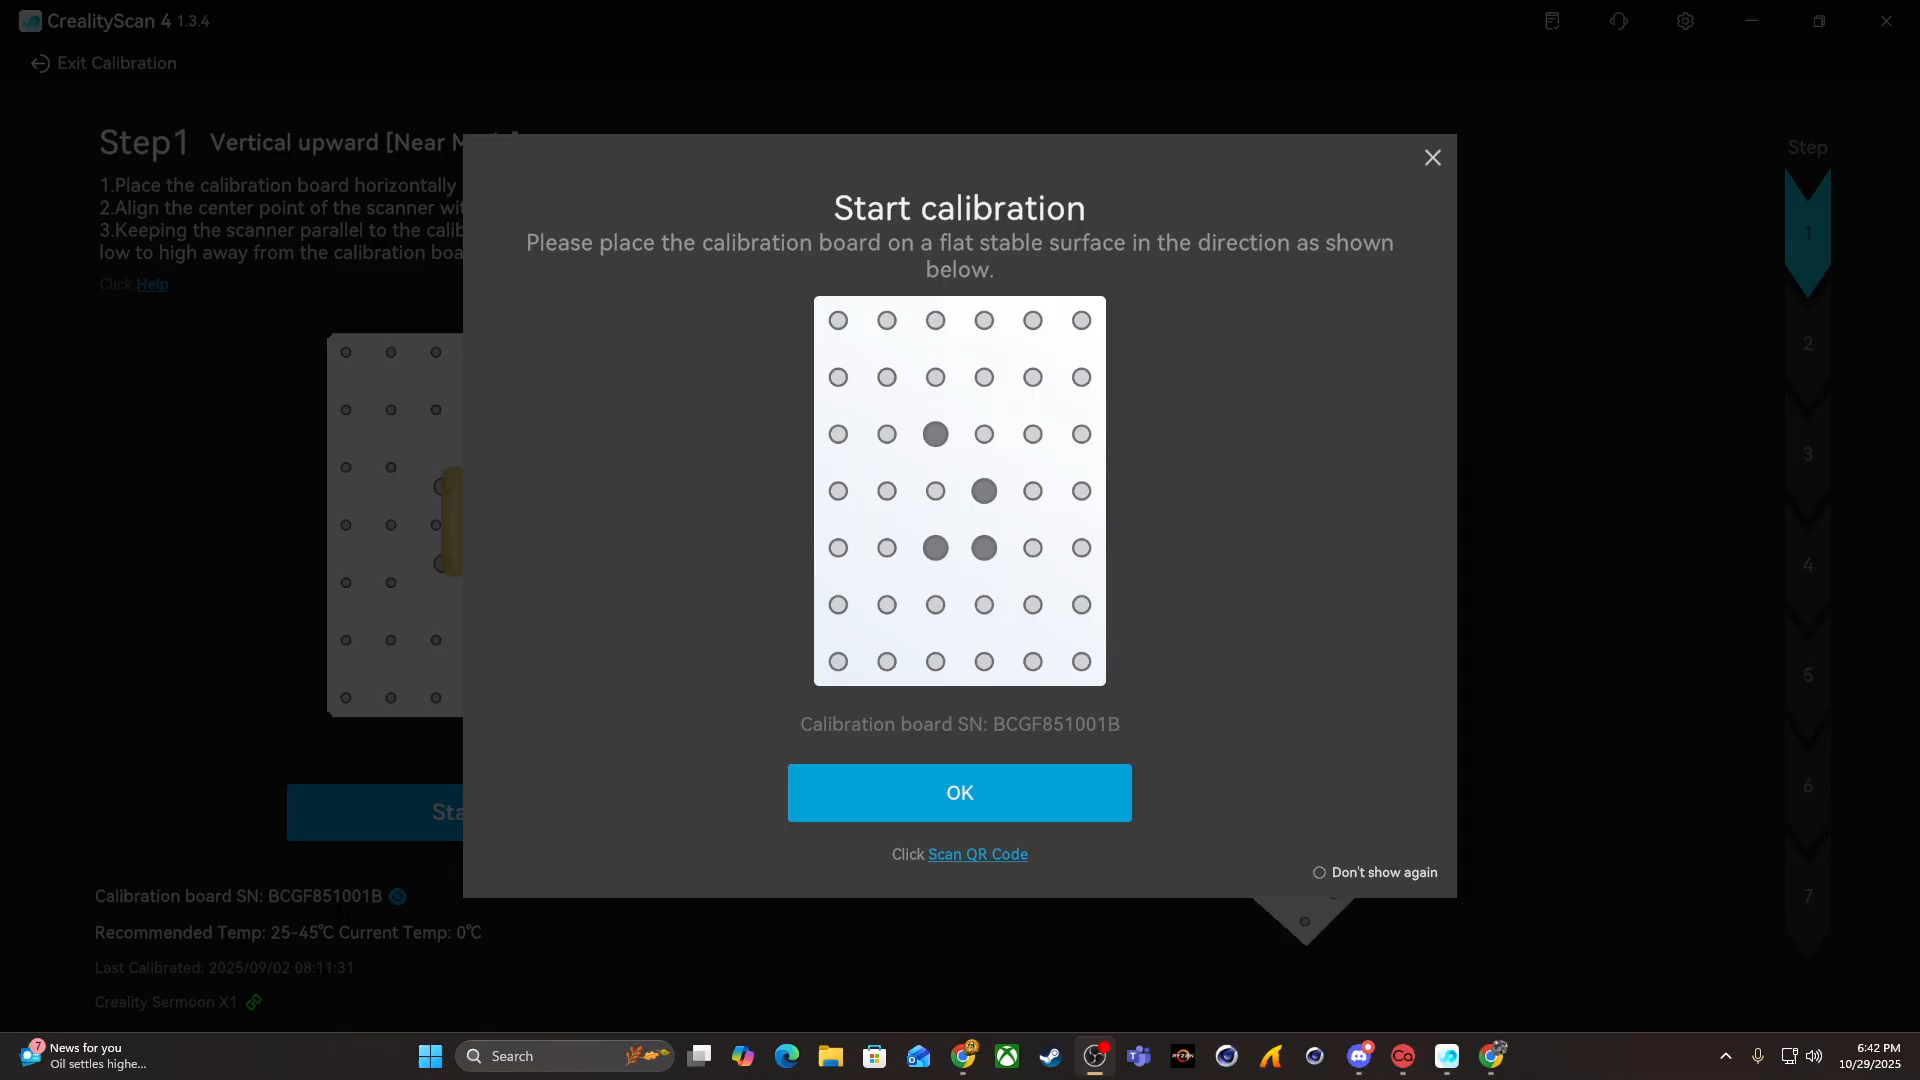 CrealityScan 4 1.3.4
Exit Calibration
Step1 Vertical upward [Near
1.Place the calibration board horizontally
2.Align the center point of the scanner
3.Keeping the scanner parallel to the
low to high away from the calibration
Click Help
Start calibration
Please place the calibration board on a flat stable surface in the direction as shown
below.
Calibration board SN: BCGF851001B
OK
Click Scan QR Code
Don't show again
Calibration board SN: BCGF851001B
Recommended Temp: 25-45℃ Current Temp: 0℃
Last Calibrated: 2025/09/02 08:11:31
Creality Sermoon X1
Step
1
2
3
4
5
6
7
7
News for you
Oil settles highe...
Search
Ca
RYZEN
6:42 PM
10/29/2025